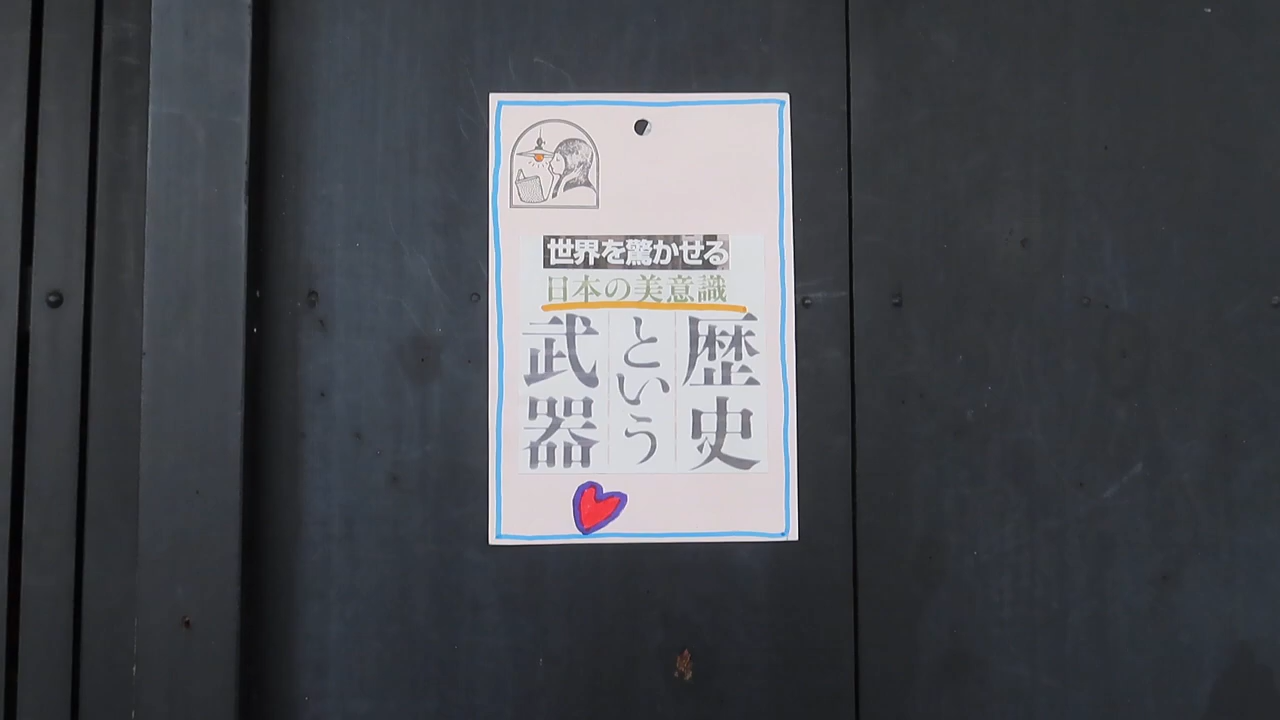 世界を驚かせる
日本の美意識
歴史
という
武器